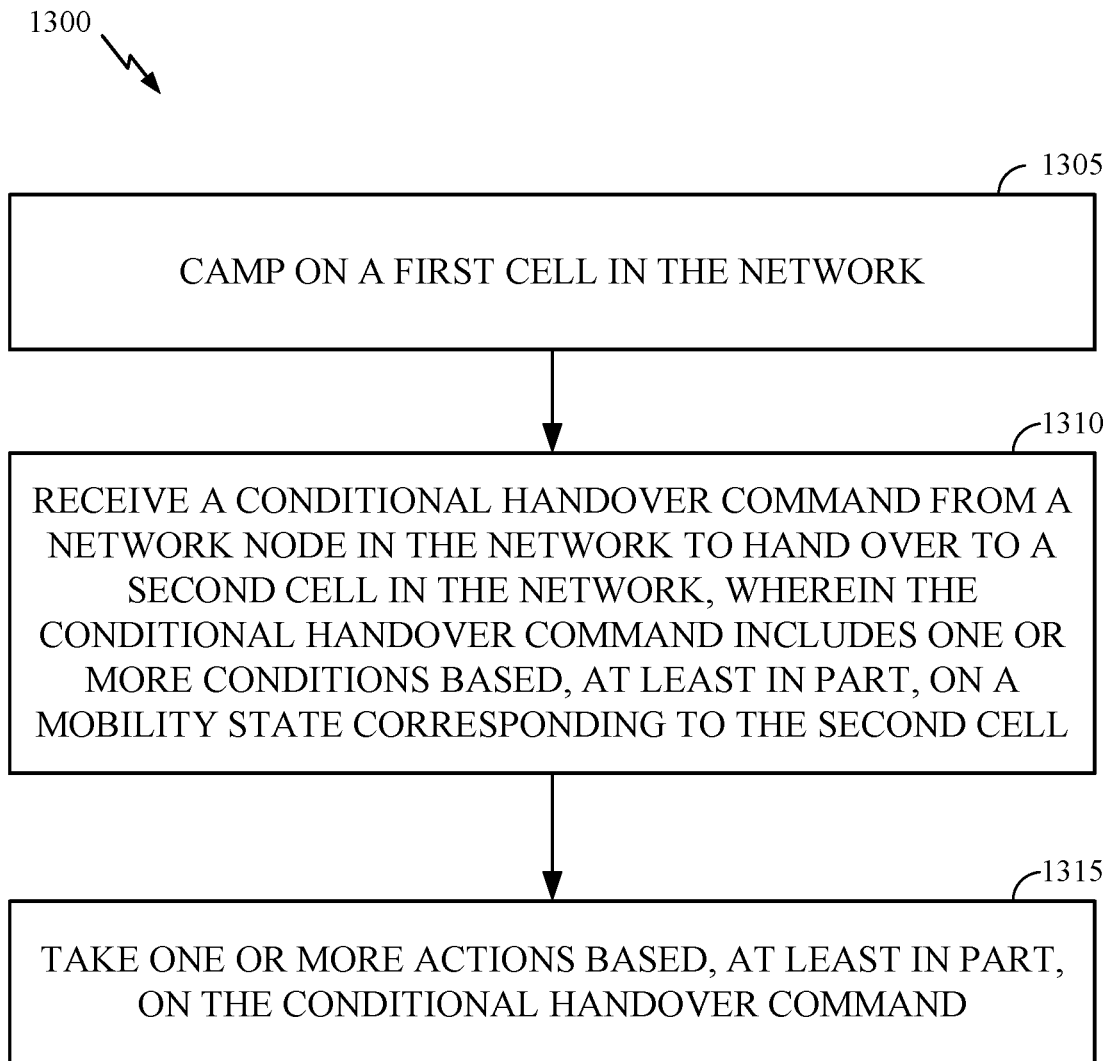 1300
1305
CAMP ON A FIRST CELL IN THE NETWORK
1310
RECEIVE A CONDITIONAL HANDOVER COMMAND FROM A
NETWORK NODE IN THE NETWORK TO HAND OVER TO A
SECOND CELL IN THE NETWORK, WHEREIN THE
CONDITIONAL HANDOVER COMMAND INCLUDES ONE OR
MORE CONDITIONS BASED, AT LEAST IN PART, ON A
MOBILITY STATE CORRESPONDING TO THE SECOND CELL
1315
TAKE ONE OR MORE ACTIONS BASED, AT LEAST IN PART,
ON THE CONDITIONAL HANDOVER COMMAND